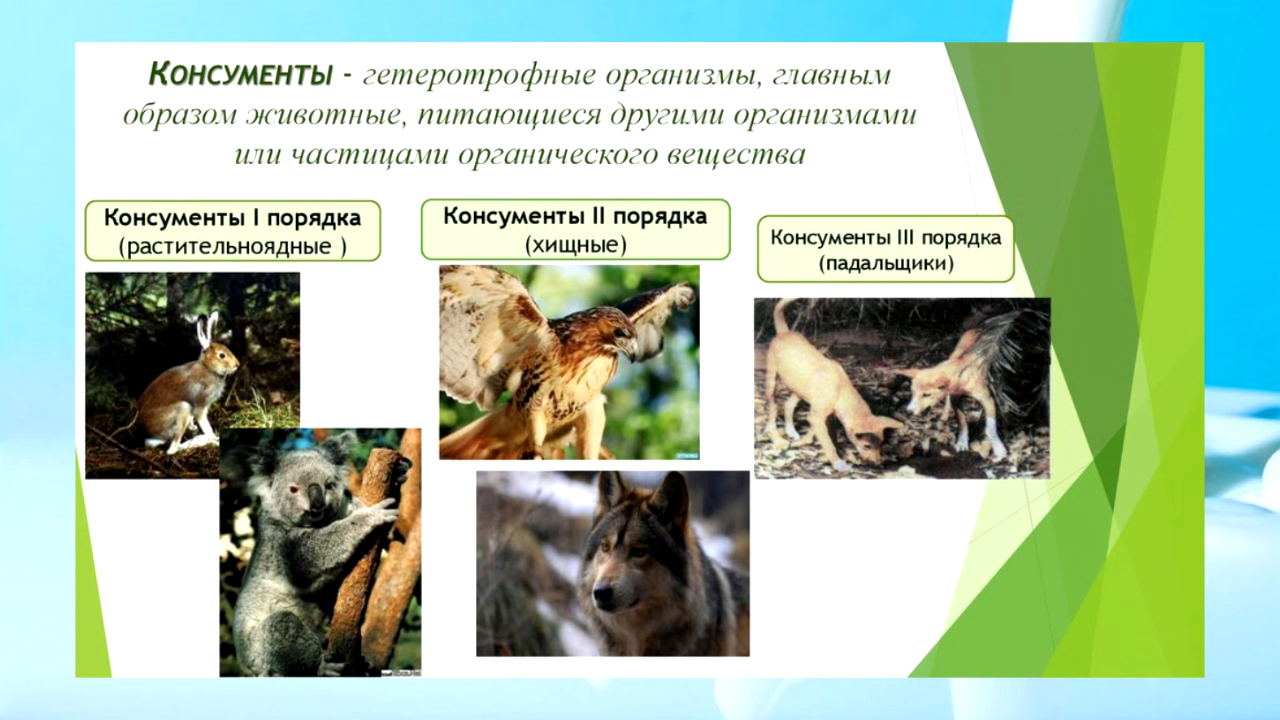 Консументы - гетеротрофные организмы, главным
образом животные, питающиеся другими организмами
или частицами органического вещества
Консументы I порядка
(растительноядные )
Консументы II порядка
(хищные)
Консументы III порядка
(падальщики)